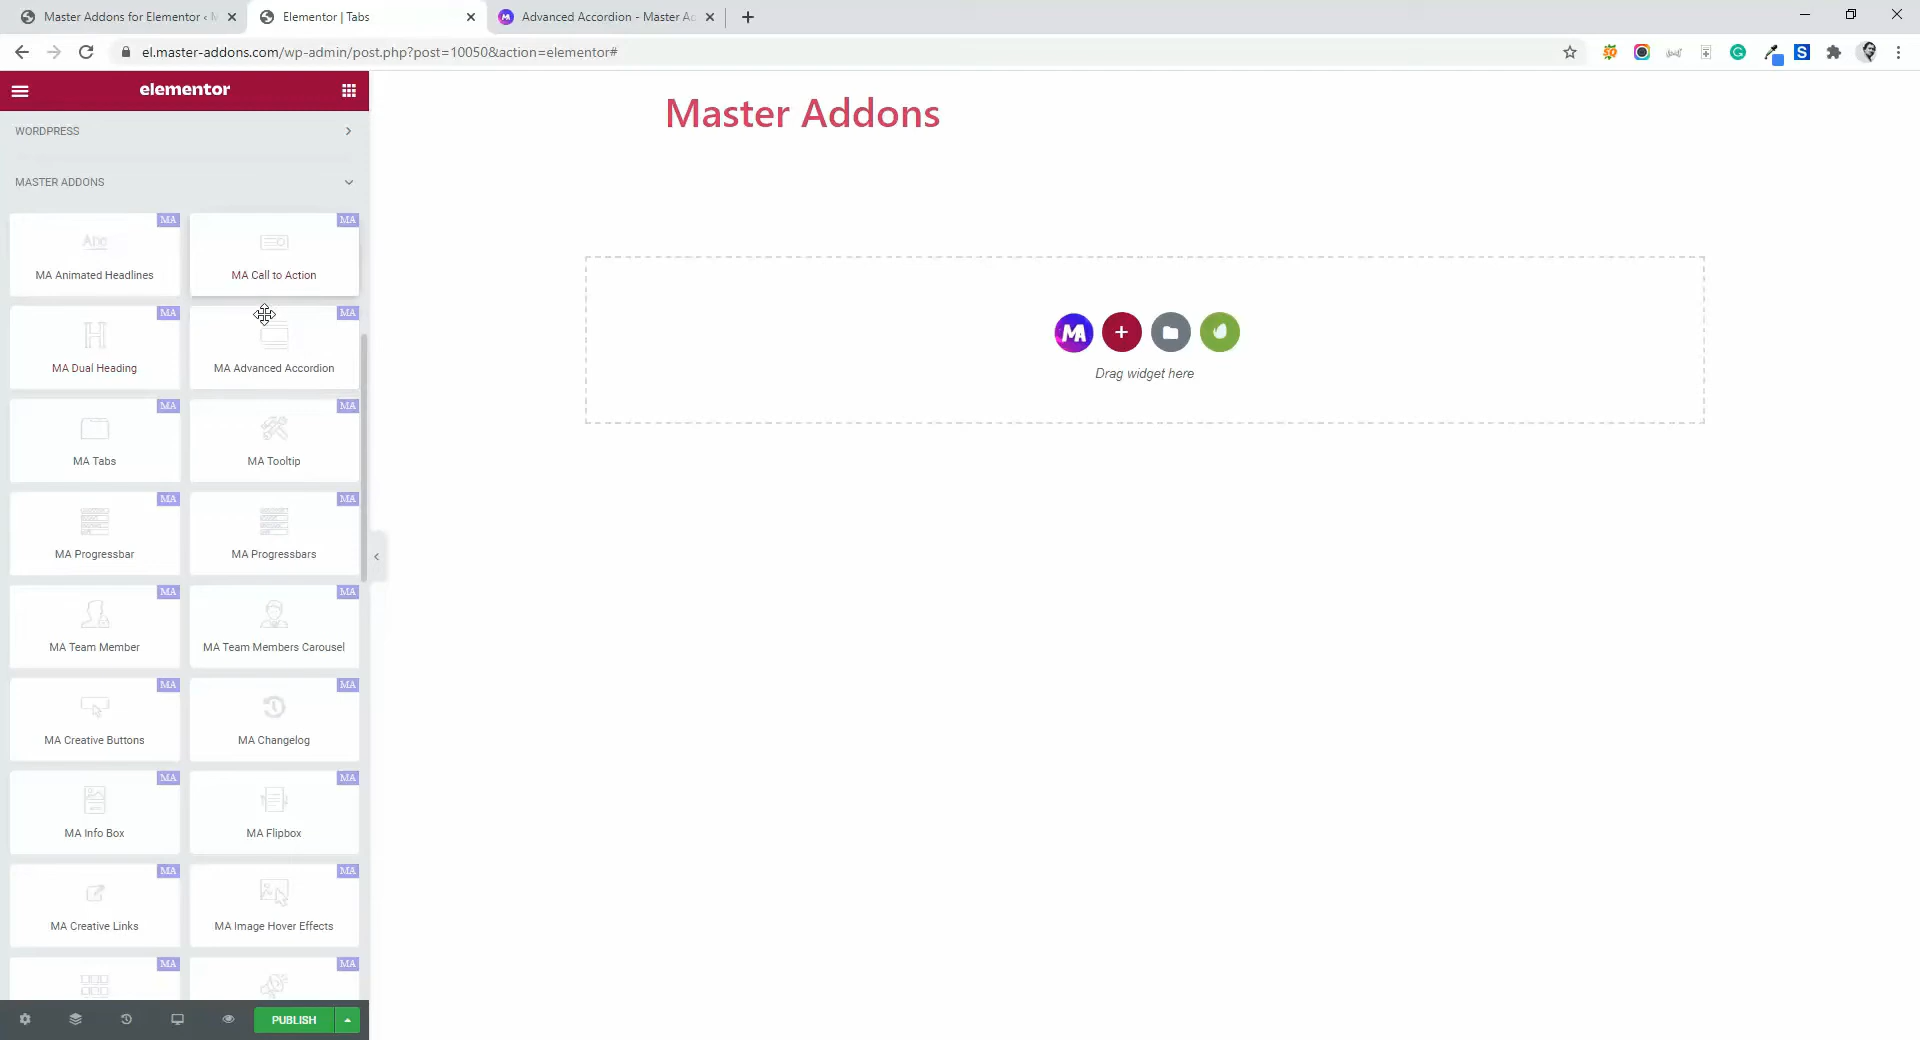 Master Addons for Elementor ‹ M
Elementor | Tabs
Advanced Accordion - Master Ad
el.master-addons.com/wp-admin/post.php?post=10050&action=elementor#
elementor
WORDPRESS
MASTER ADDONS
MA MA
MA Animated Headlines MA Call to Action
MA MA
MA Dual Heading MA Advanced Accordion
MA MA
MA Tabs MA Tooltip
MA MA
MA Progressbar MA Progressbars
MA MA
MA Team Member MA Team Members Carousel
MA MA
MA Creative Buttons MA Changelog
MA MA
MA Info Box MA Flipbox
MA MA
MA Creative Links MA Image Hover Effects
MA MA
PUBLISH
Master Addons
MA
Drag widget here